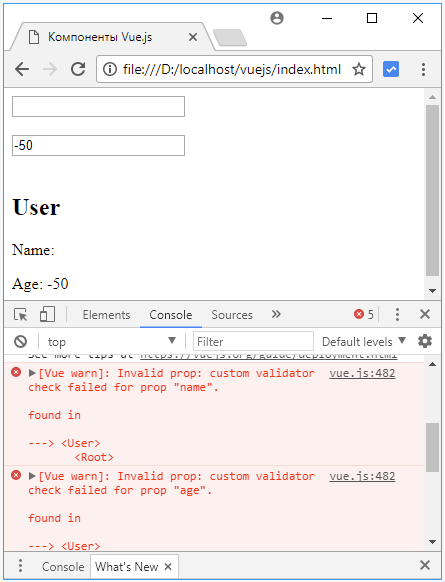 Компоненты Vue.js
file:///D:/localhost/vuejs/index.html
-50
User
Name:
Age: -50
Elements Console Sources 5
top Filter Default levels
See more tips at https://vuejs.org/guide/deployment.html
[Vue warn]: Invalid prop: custom validator vue.js:482
check failed for prop "name".
found in
---> <User>
<Root>
[Vue warn]: Invalid prop: custom validator vue.js:482
check failed for prop "age".
found in
---> <User>
Console What's New